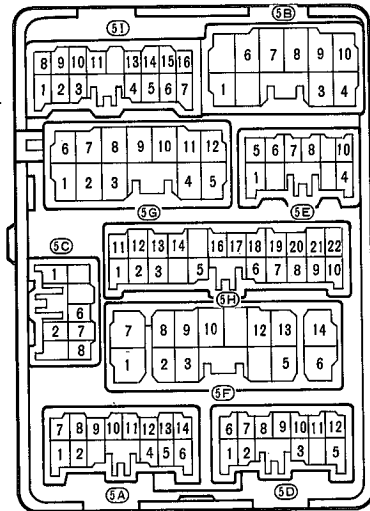 5I
5B
8 9 10 11 13 14 15 16
1 2 3 4 5 6 7
6 7 8 9 10
1 3 4
6 7 8 9 10 11 12
1 2 3 4 5
5G
5 6 7 8 10
1 4
5E
5C
1
6
2 7
8
11 12 13 14 16 17 18 19 20 21 22
1 2 3 5 6 7 8 9 10
5H
7 8 9 10 12 13 14
1 2 3 5 6
5F
7 8 9 10 11 12 13 14
1 2 4 5 6
5A
6 7 8 9 10 11 12
1 2 3 5
5D